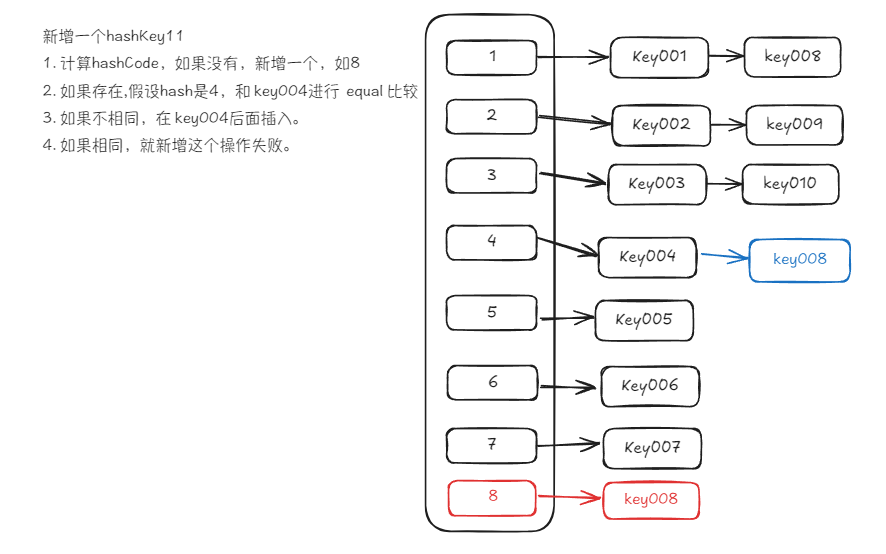 新增一个hashKey11
1. 计算hashCode，如果没有，新增一个，如8
2. 如果存在,假设hash是4，和 key004进行 equal 比较
3. 如果不相同，在 key004后面插入。
4. 如果相同，就新增这个操作失败。
1 Key001 key008
2 Key002 key009
3 Key003 key010
4 Key004 key008
5 Key005
6 Key006
7 Key007
8 key008